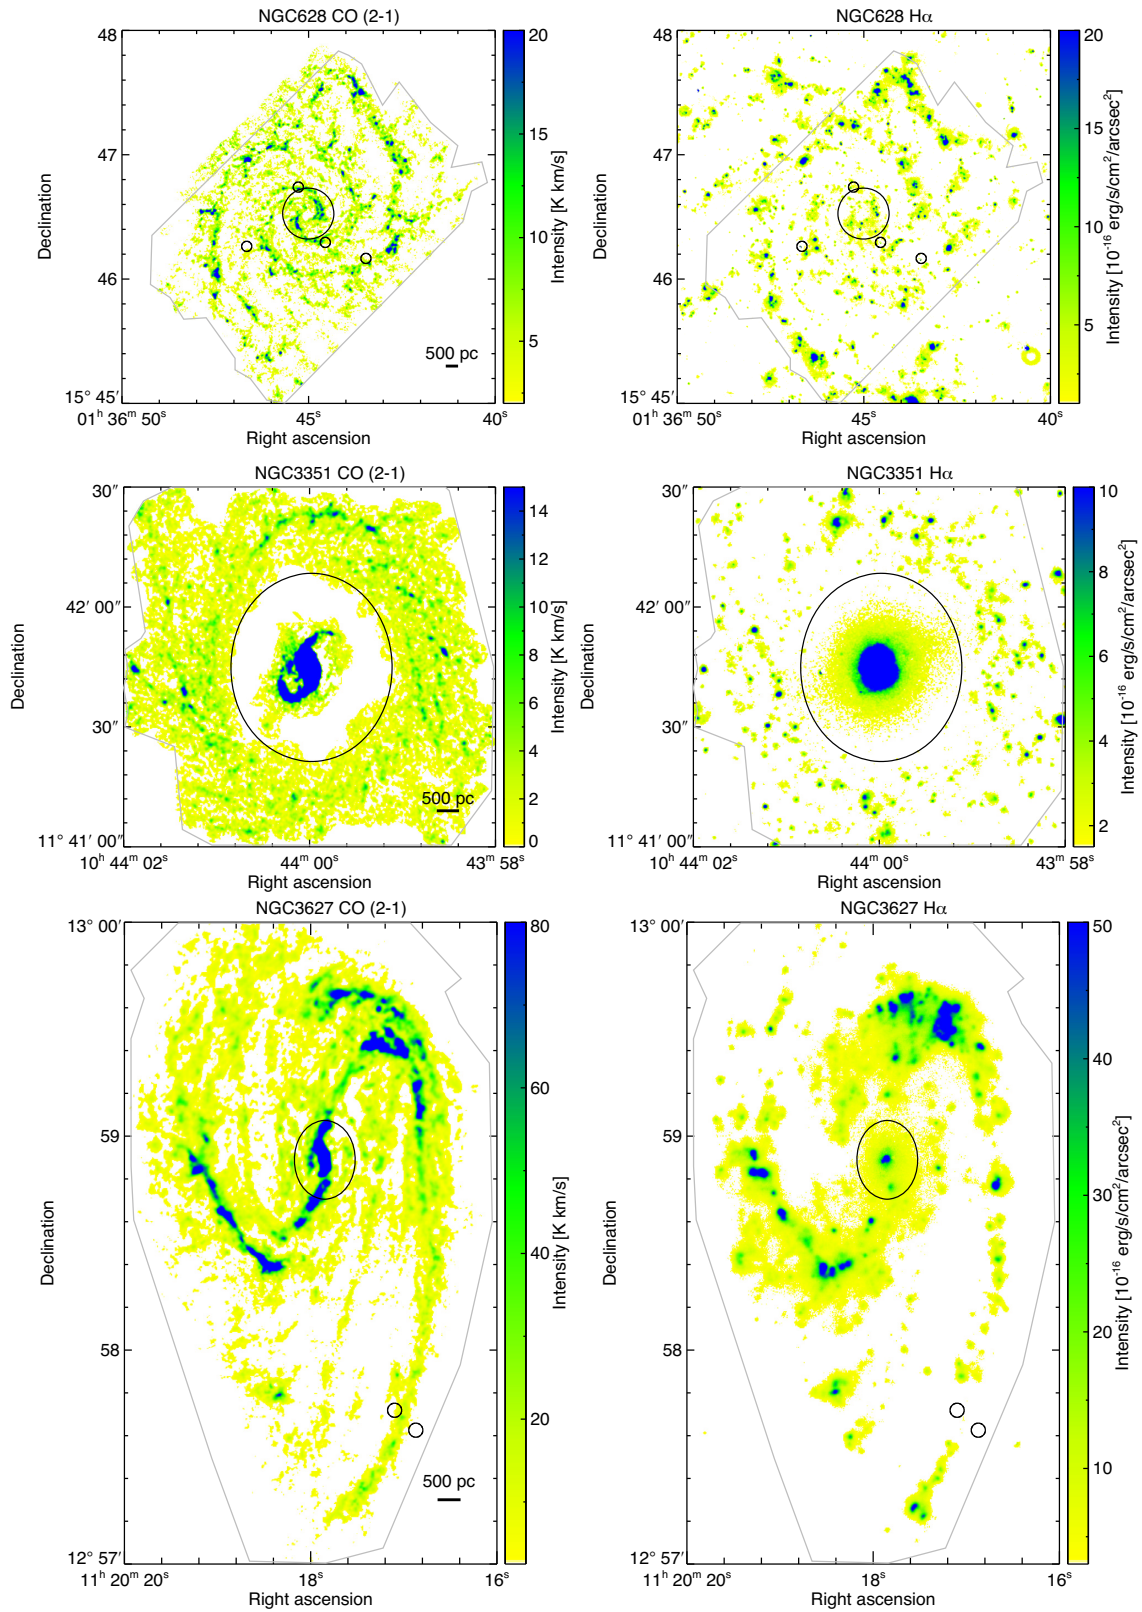 NGC628 CO (2-1)
48
47
46
15° 45′
Declination
01ʰ 36ᵐ 50ˢ
45ˢ
40ˢ
Right ascension
500 pc
20
15
10
5
Intensity [K km/s]
NGC628 Hα
48
47
46
15° 45′
Declination
01ʰ 36ᵐ 50ˢ
45ˢ
40ˢ
Right ascension
20
15
10
5
Intensity [10⁻¹⁶ erg/s/cm²/arcsec²]
NGC3351 CO (2-1)
30″
42′ 00″
30″
11° 41′ 00″
Declination
10ʰ 44ᵐ 02ˢ
44ᵐ 00ˢ
43ᵐ 58ˢ
Right ascension
500 pc
14
12
10
8
6
4
2
0
Intensity [K km/s]
NGC3351 Hα
30″
42′ 00″
30″
11° 41′ 00″
Declination
10ʰ 44ᵐ 02ˢ
44ᵐ 00ˢ
43ᵐ 58ˢ
Right ascension
10
8
6
4
2
Intensity [10⁻¹⁶ erg/s/cm²/arcsec²]
NGC3627 CO (2-1)
13° 00′
59
58
12° 57′
Declination
11ʰ 20ᵐ 20ˢ
18ˢ
16ˢ
Right ascension
500 pc
80
60
40
20
Intensity [K km/s]
NGC3627 Hα
13° 00′
59
58
12° 57′
Declination
11ʰ 20ᵐ 20ˢ
18ˢ
16ˢ
Right ascension
50
40
30
20
10
Intensity [10⁻¹⁶ erg/s/cm²/arcsec²]